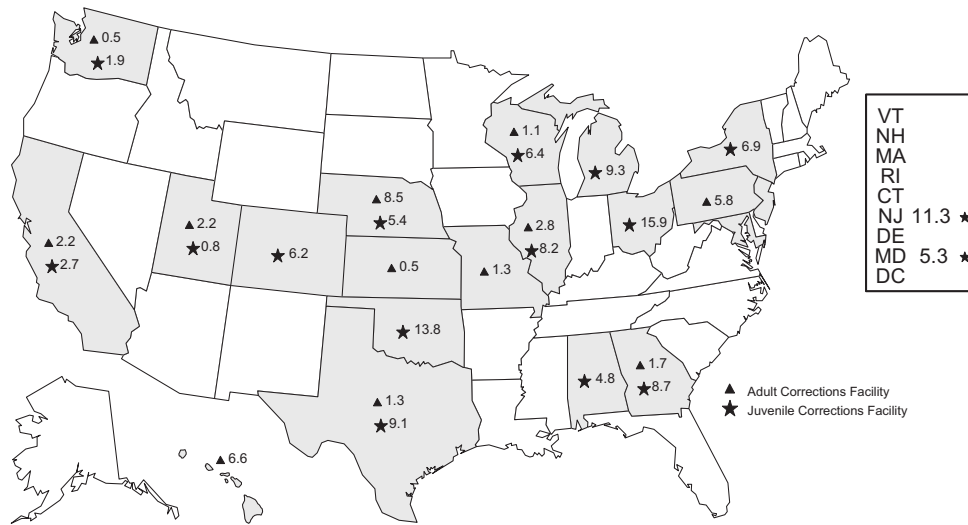 ▲ 0.5
★ 1.9
▲ 1.1
★ 6.4
★ 6.9
★ 9.3
▲ 8.5
★ 5.4
▲ 5.8
▲ 2.2
★ 0.8
★ 6.2
▲ 2.8
★ 8.2
★ 15.9
▲ 2.2
★ 2.7
▲ 0.5
▲ 1.3
★ 13.8
▲ 1.7
★ 8.7
★ 4.8
▲ 1.3
★ 9.1
▲ 6.6
VT
NH
MA
RI
CT
NJ 11.3 ★
DE
MD 5.3 ★
DC
▲ Adult Corrections Facility
★ Juvenile Corrections Facility